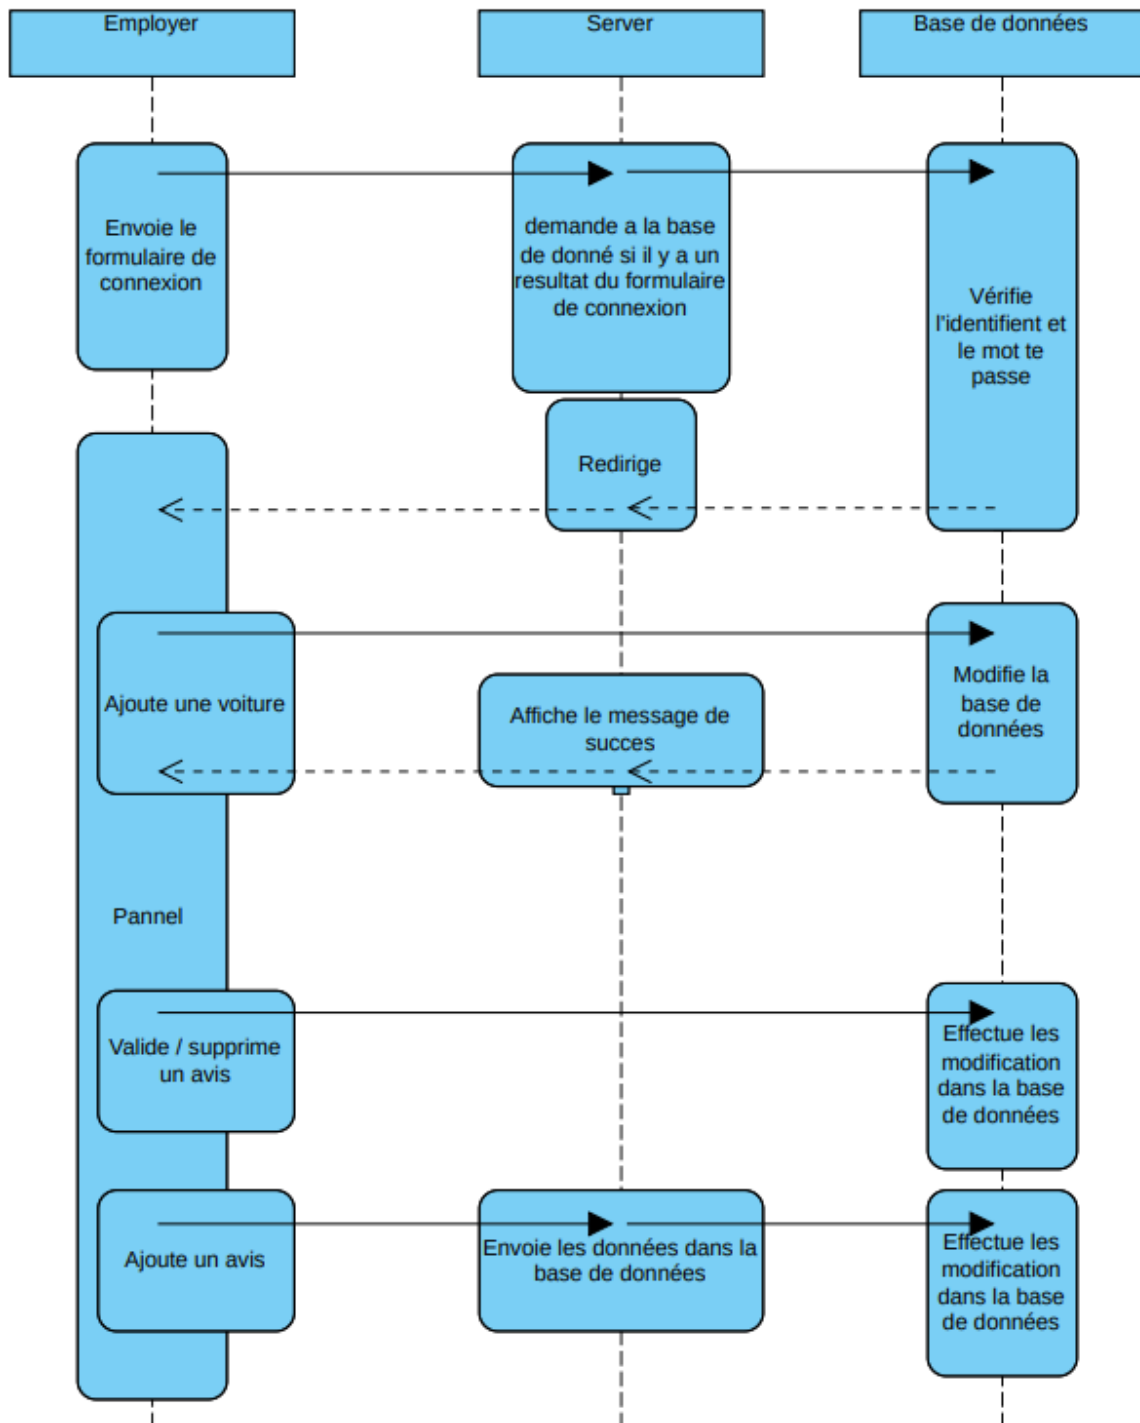 Employer
Server
Base de données
Envoie le
formulaire de
connexion
demande a la base
de donné si il y a un
resultat du formulaire
de connexion
Vérifie
l'identifient et
le mot te
passe
Redirige
Ajoute une voiture
Affiche le message de
succes
Modifie la
base de
données
Pannel
Valide / supprime
un avis
Effectue les
modification
dans la base
de données
Ajoute un avis
Envoie les données dans la
base de données
Effectue les
modification
dans la base
de données